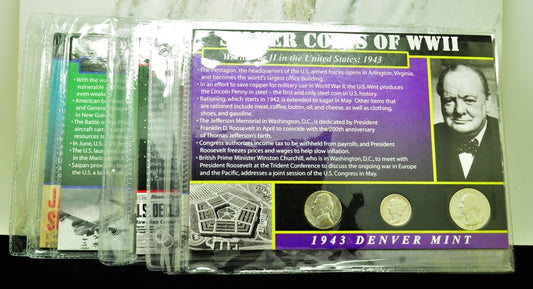 ER COINS OF WWII
II in the United States: 1943
• The Pentagon, the headquarters of the U.S. armed forces, opens in Arlington, Virginia,
and becomes the world's largest office building.
• In an effort to save copper for military use in World War II, the U.S. Mint produces
the Lincoln Penny in steel – the first and only steel coins in U.S. history.
• Rationing, which starts in 1942, is extended to sugar in May. Other items that are
rationed include meat, coffee, butter, oil, and cheese, as well as clothing,
shoes, and gasoline.
• The Jefferson Memorial in Washington, D.C., is dedicated by President
Franklin D. Roosevelt in April to coincide with the 200th anniversary
of Thomas Jefferson's birth.
• Congress authorizes income tax to be withheld from payrolls, and President
Roosevelt freezes prices and wages to help slow inflation.
• British Prime Minister Winston Churchill, who is in Washington, D.C., to meet with
President Roosevelt at the Trident Conference to discuss the ongoing war in Europe
and the Pacific, addresses a joint session of the U.S. Congress in May.
1943 DENVER MINT
• With the wa
vulnerable
even weake
• American b
and Genera
in New Guin
• The Battle o
aircraft carr
resources to
• In June, U.S
• The U.S. lau
in the Maria
• Saipan prov
the U.S. a b